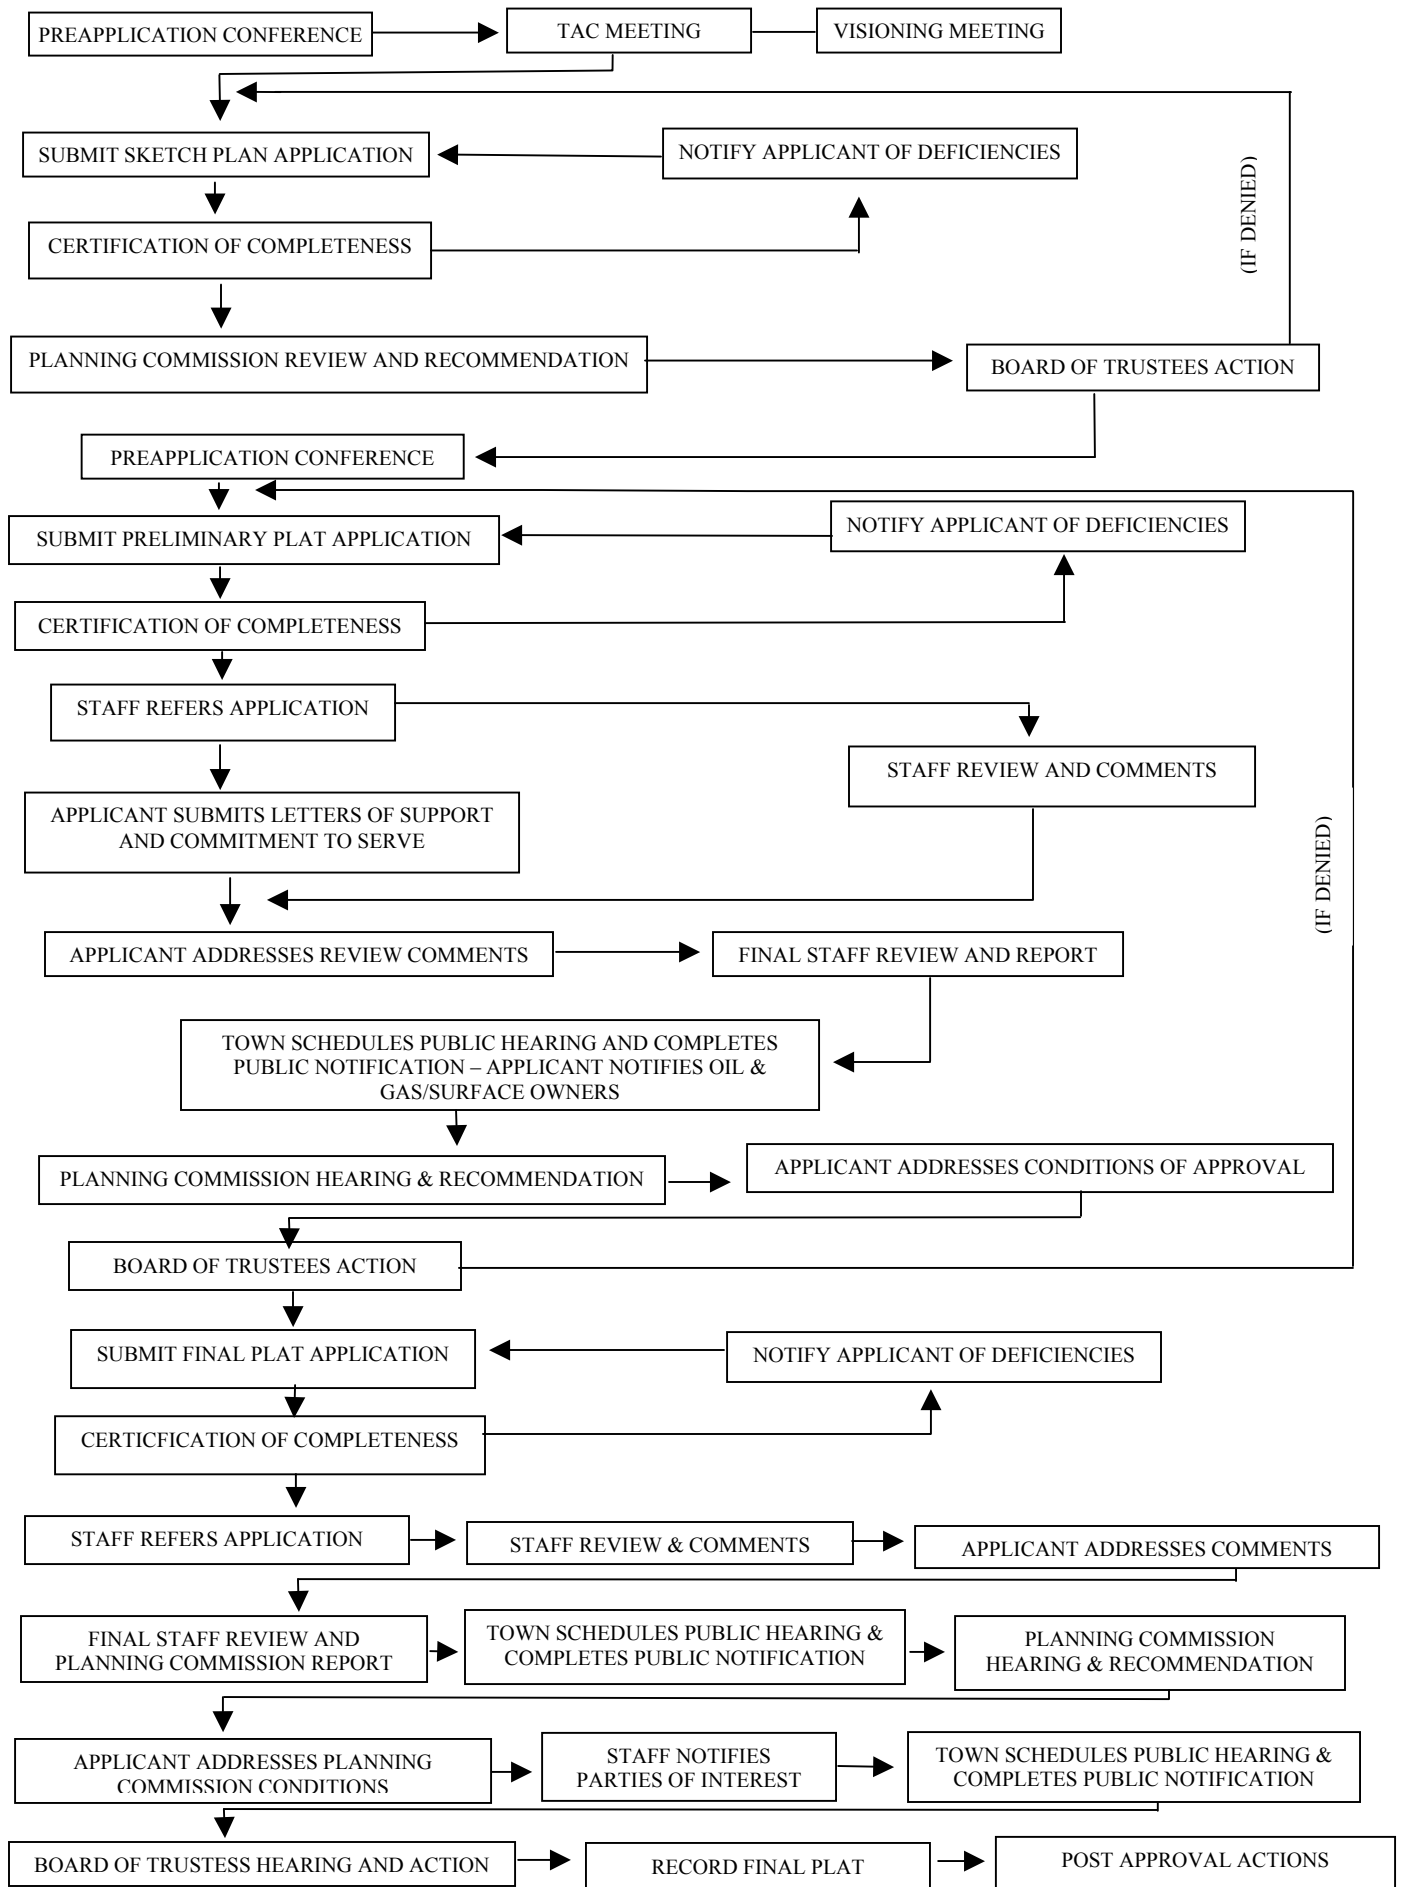 PREAPPLICATION CONFERENCE
TAC MEETING
VISIONING MEETING
SUBMIT SKETCH PLAN APPLICATION
NOTIFY APPLICANT OF DEFICIENCIES
(IF DENIED)
CERTIFICATION OF COMPLETENESS
PLANNING COMMISSION REVIEW AND RECOMMENDATION
BOARD OF TRUSTEES ACTION
PREAPPLICATION CONFERENCE
SUBMIT PRELIMINARY PLAT APPLICATION
NOTIFY APPLICANT OF DEFICIENCIES
CERTIFICATION OF COMPLETENESS
STAFF REFERS APPLICATION
STAFF REVIEW AND COMMENTS
APPLICANT SUBMITS LETTERS OF SUPPORT
AND COMMITMENT TO SERVE
(IF DENIED)
APPLICANT ADDRESSES REVIEW COMMENTS
FINAL STAFF REVIEW AND REPORT
TOWN SCHEDULES PUBLIC HEARING AND COMPLETES
PUBLIC NOTIFICATION – APPLICANT NOTIFIES OIL &
GAS/SURFACE OWNERS
PLANNING COMMISSION HEARING & RECOMMENDATION
APPLICANT ADDRESSES CONDITIONS OF APPROVAL
BOARD OF TRUSTEES ACTION
SUBMIT FINAL PLAT APPLICATION
NOTIFY APPLICANT OF DEFICIENCIES
CERTICFICATION OF COMPLETENESS
STAFF REFERS APPLICATION
STAFF REVIEW & COMMENTS
APPLICANT ADDRESSES COMMENTS
FINAL STAFF REVIEW AND
PLANNING COMMISSION REPORT
TOWN SCHEDULES PUBLIC HEARING &
COMPLETES PUBLIC NOTIFICATION
PLANNING COMMISSION
HEARING & RECOMMENDATION
APPLICANT ADDRESSES PLANNING
COMMISSION CONDITIONS
STAFF NOTIFIES
PARTIES OF INTEREST
TOWN SCHEDULES PUBLIC HEARING &
COMPLETES PUBLIC NOTIFICATION
BOARD OF TRUSTESS HEARING AND ACTION
RECORD FINAL PLAT
POST APPROVAL ACTIONS